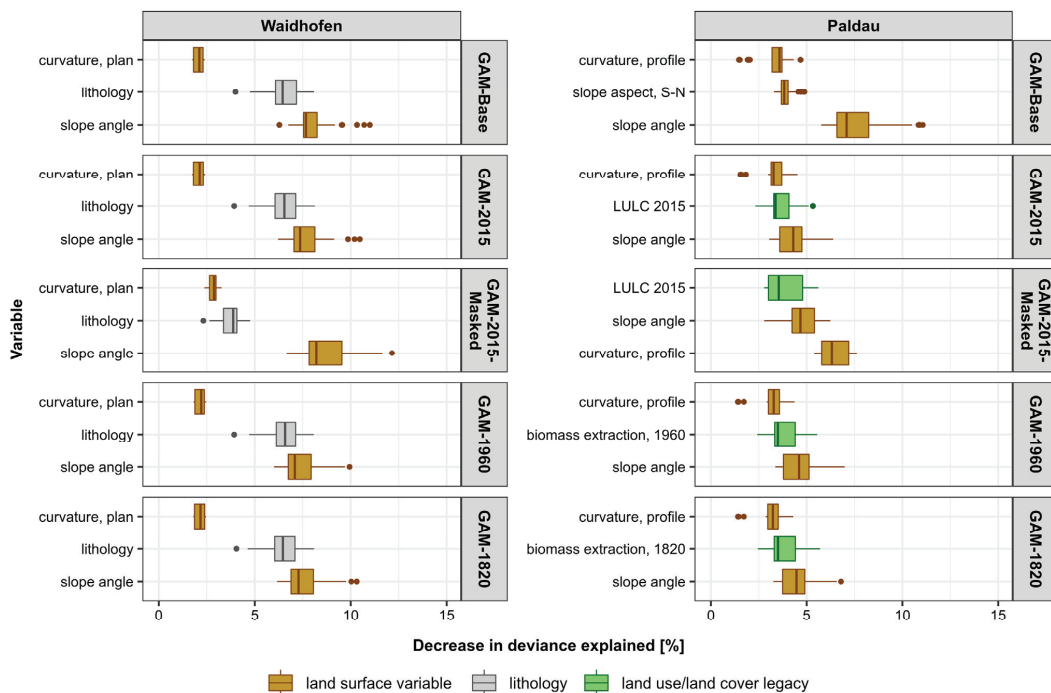 Waidhofen
curvature, plan
lithology
slope angle
GAM-Base
curvature, plan
lithology
slope angle
GAM-2015
curvature, plan
lithology
slope angle
GAM-2015-
Masked
curvature, plan
lithology
slope angle
GAM-1960
curvature, plan
lithology
slope angle
GAM-1820
0 5 10 15
Paldau
curvature, profile
slope aspect, S-N
slope angle
GAM-Base
curvature, profile
LULC 2015
slope angle
GAM-2015
LULC 2015
slope angle
curvature, profile
GAM-2015-
Masked
curvature, profile
biomass extraction, 1960
slope angle
GAM-1960
curvature, profile
biomass extraction, 1820
slope angle
GAM-1820
0 5 10 15
Variable
Decrease in deviance explained [%]
land surface variable lithology land use/land cover legacy